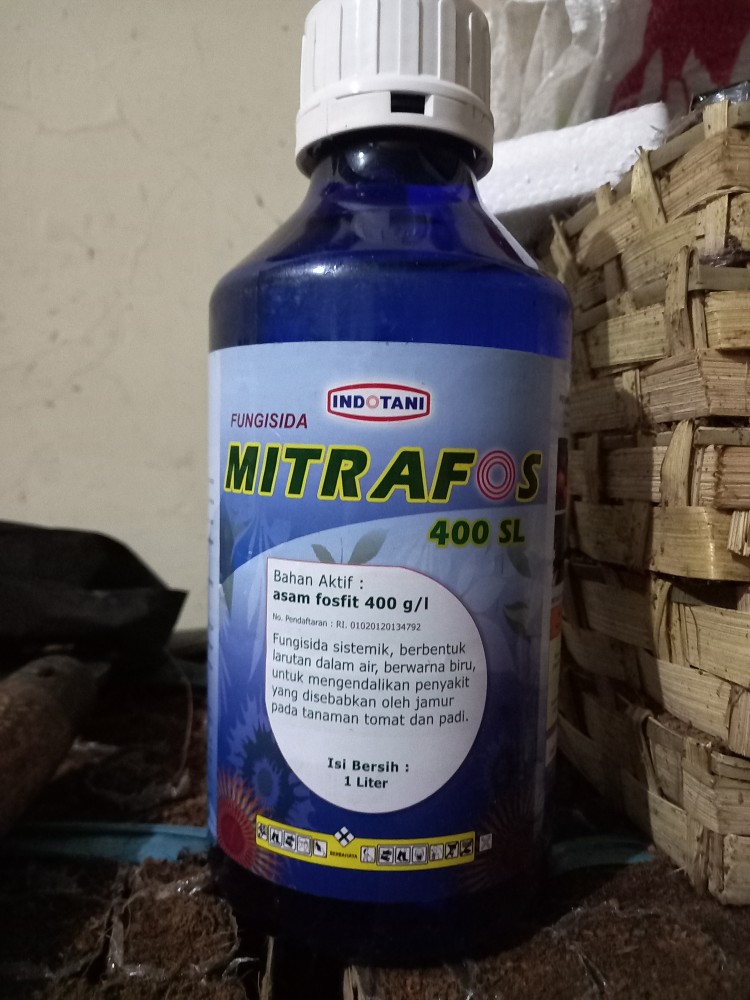 INDOTANI
FUNGISIDA
MITRAFOS
400 SL
Bahan Aktif :
asam fosfit 400 g/l
No. Pendaftaran : RI. 01020120134792
Fungisida sistemik, berbentuk
larutan dalam air, berwarna biru,
untuk mengendalikan penyakit
yang disebabkan oleh jamur
pada tanaman tomat dan padi.
Isi Bersih :
1 Liter
BERBAHAYA